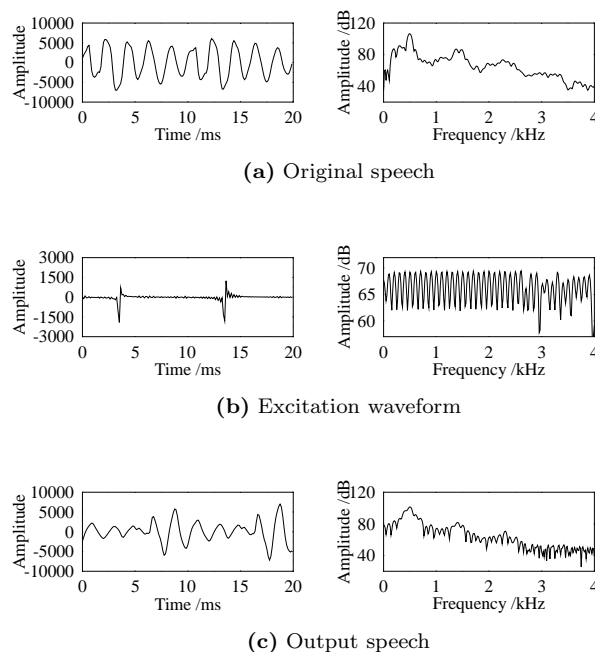 Amplitude
10000
5000
0
-5000
-10000
0 5 10 15 20
Time /ms
Amplitude /dB
120
80
40
0 1 2 3 4
Frequency /kHz
(a) Original speech
Amplitude
3000
1500
0
-1500
-3000
0 5 10 15 20
Time /ms
Amplitude /dB
70
65
60
0 1 2 3 4
Frequency /kHz
(b) Excitation waveform
Amplitude
10000
5000
0
-5000
-10000
0 5 10 15 20
Time /ms
Amplitude /dB
120
80
40
0 1 2 3 4
Frequency /kHz
(c) Output speech